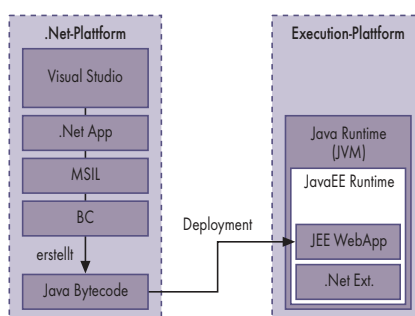 .Net-Plattform
Visual Studio
.Net App
MSIL
BC
erstellt
Java Bytecode
Deployment
Execution-Plattform
Java Runtime
(JVM)
JavaEE Runtime
JEE WebApp
.Net Ext.